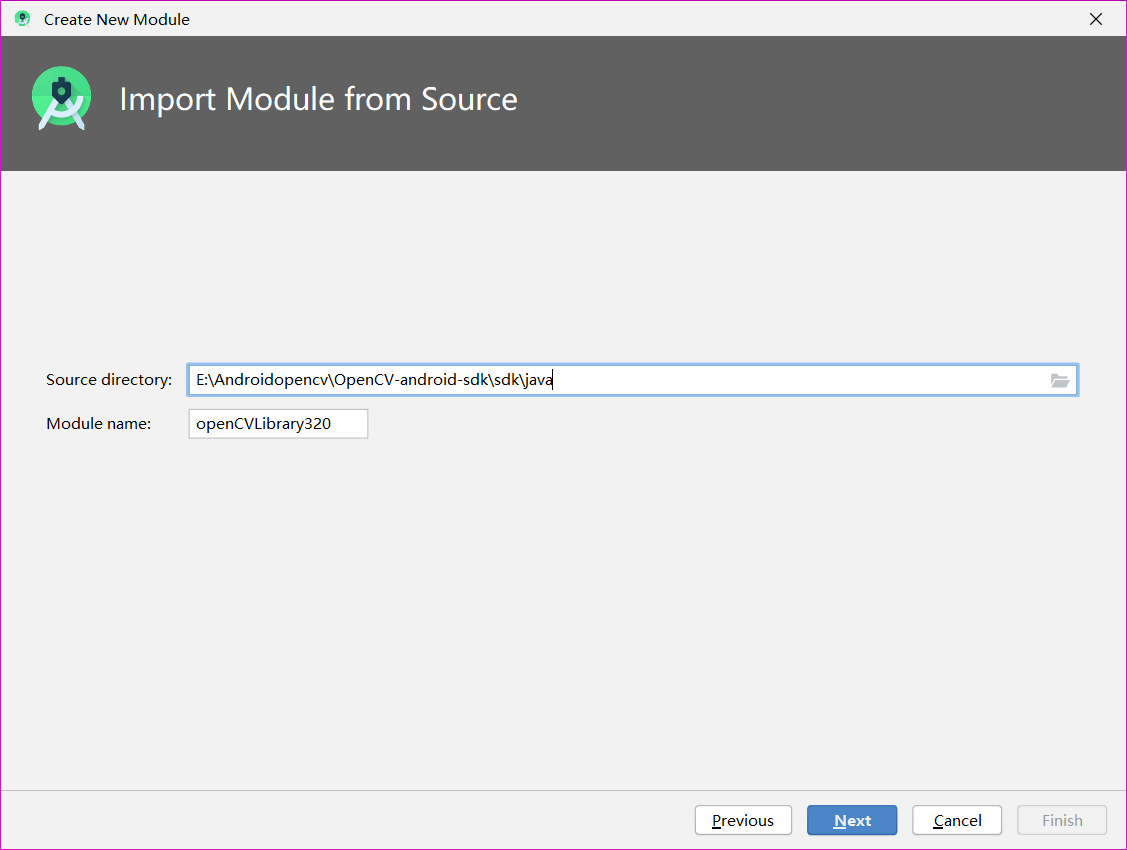 Create New Module
Import Module from Source
Source directory: E:\Androidopencv\OpenCV-android-sdk\sdk\java
Module name: openCVLibrary320
Previous Next Cancel Finish